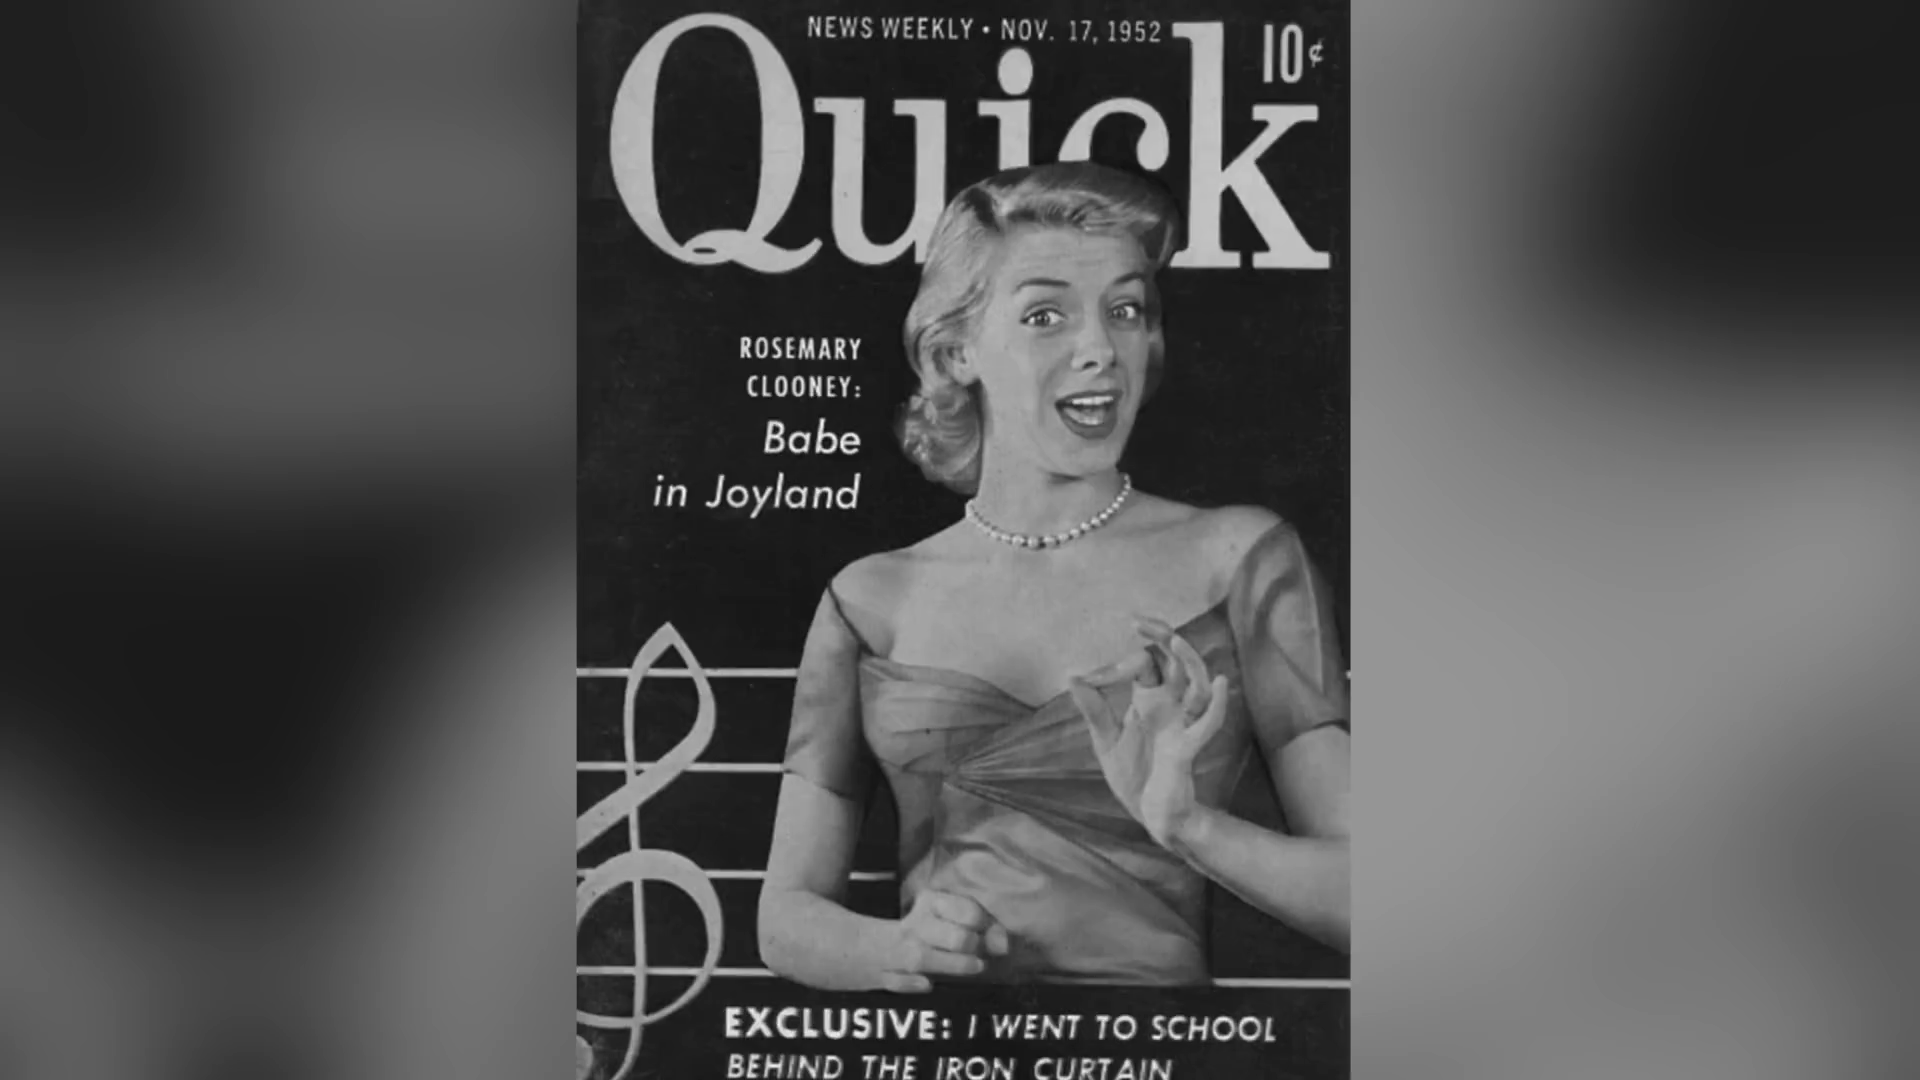 NEWS WEEKLY • NOV. 17, 1952
10¢
Quick
ROSEMARY
CLOONEY:
Babe
in Joyland
EXCLUSIVE: I WENT TO SCHOOL
BEHIND THE IRON CURTAIN